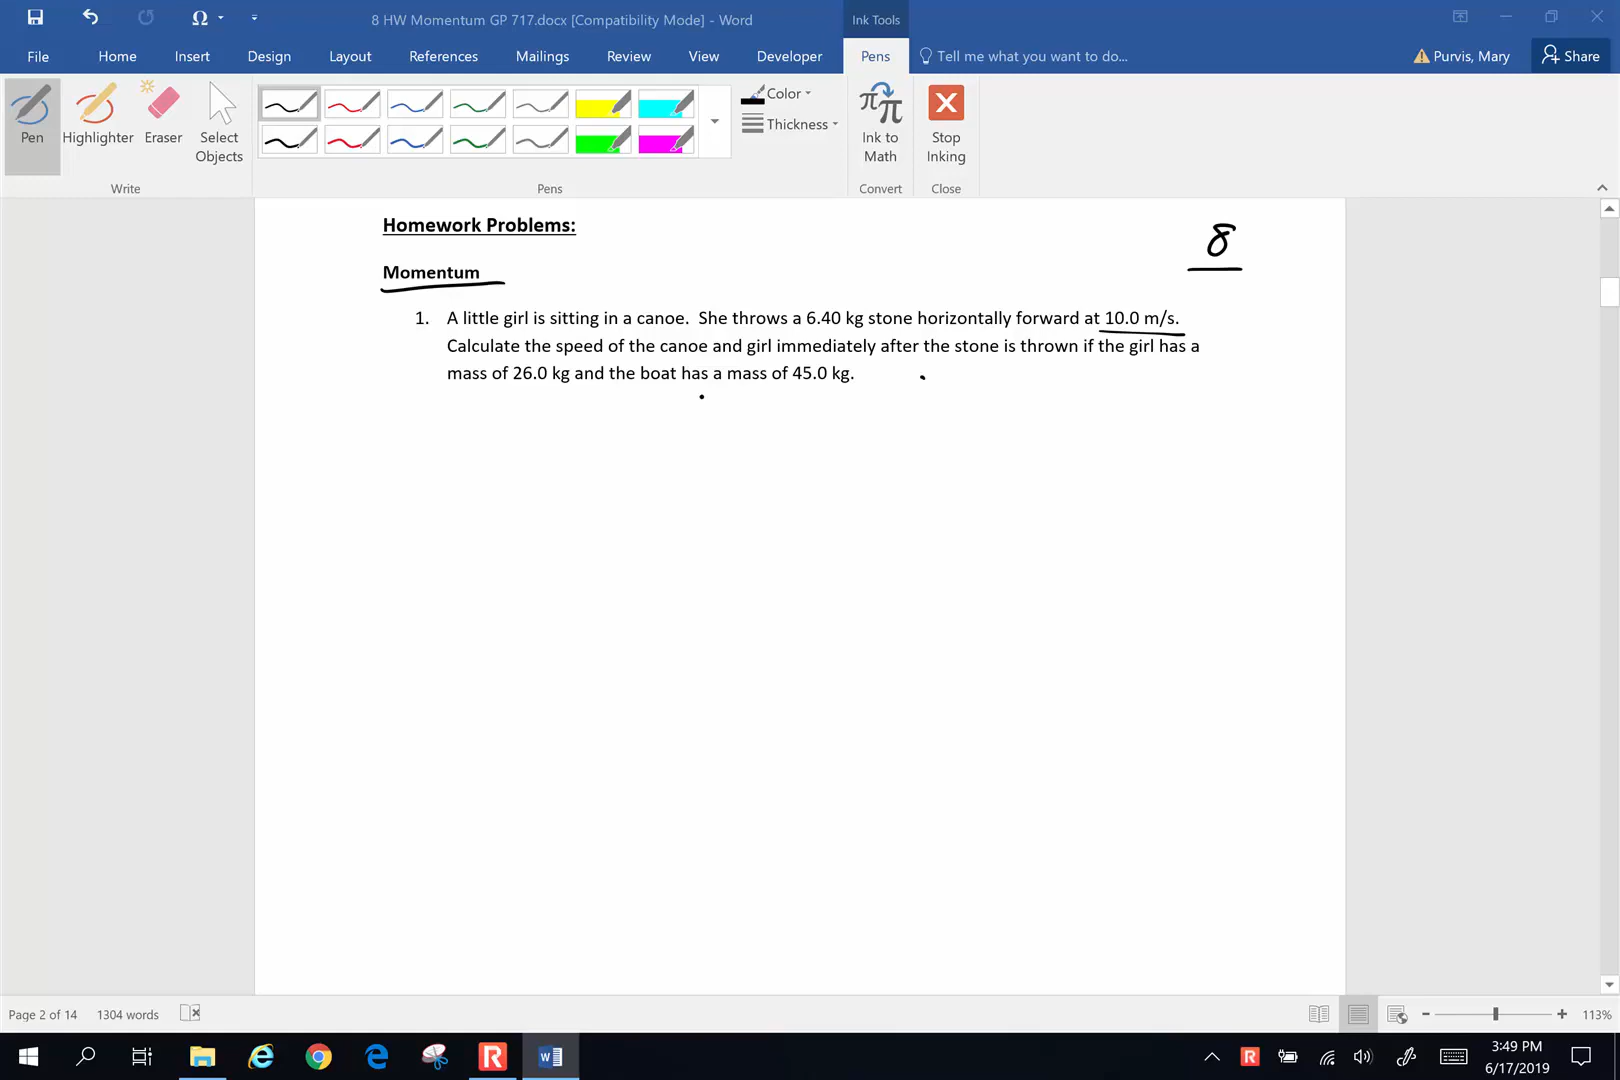 8 HW Momentum GP 717.docx [Compatibility Mode] - Word
Ink Tools
File Home Insert Design Layout References Mailings Review View Developer Pens Tell me what you want to do... Purvis, Mary Share
Pen
Highlighter
Eraser
Select
Objects
Color
Thickness
Ink to
Math
Stop
Inking
Write
Pens
Convert
Close
Homework Problems:
8
Momentum
1. A little girl is sitting in a canoe. She throws a 6.40 kg stone horizontally forward at 10.0 m/s.
Calculate the speed of the canoe and girl immediately after the stone is thrown if the girl has a
mass of 26.0 kg and the boat has a mass of 45.0 kg.
Page 2 of 14 1304 words
113%
3:49 PM
6/17/2019